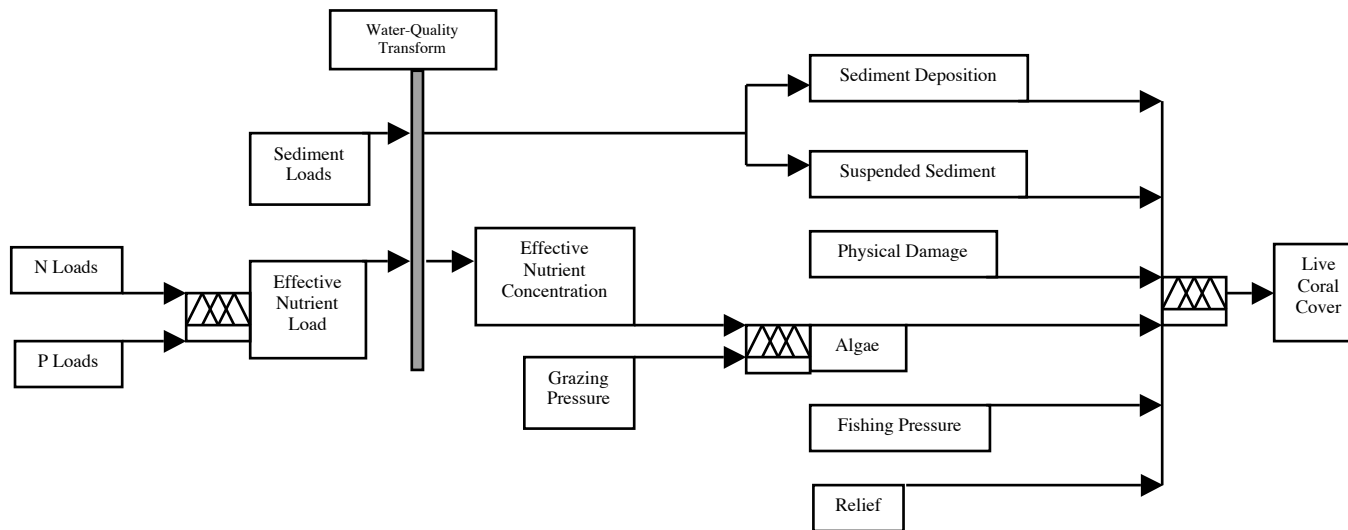 Water-Quality
Transform
Sediment Deposition
Sediment
Loads
Suspended Sediment
N Loads
Effective
Nutrient
Load
Effective
Nutrient
Concentration
Physical Damage
Live
Coral
Cover
P Loads
Grazing
Pressure
Algae
Fishing Pressure
Relief